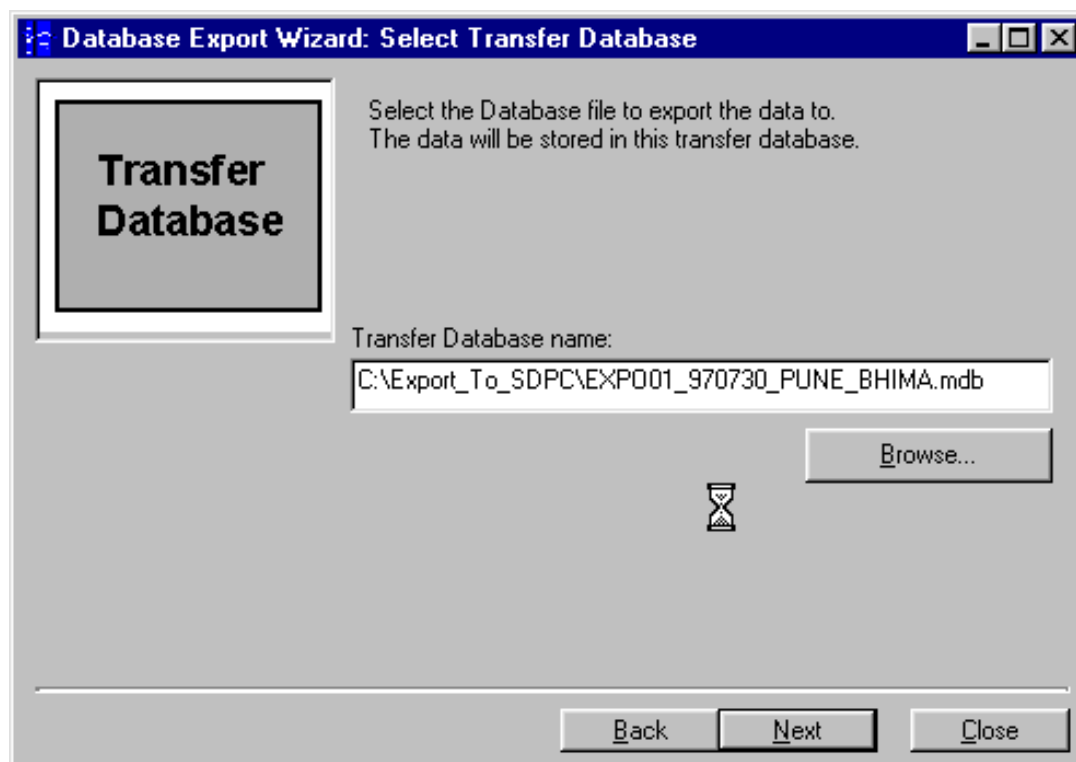 Database Export Wizard: Select Transfer Database
Select the Database file to export the data to.
The data will be stored in this transfer database.
Transfer
Database
Transfer Database name:
C:\Export_To_SDPC\EXPO01_970730_PUNE_BHIMA.mdb
Browse...
Back
Next
Close